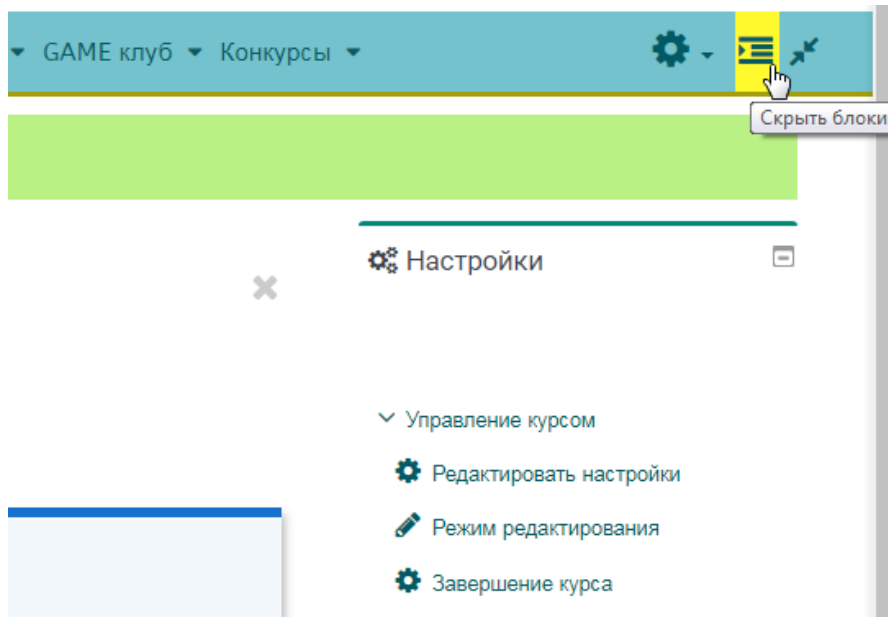 GAME клуб Конкурсы
Скрыть блоки
Настройки
Управление курсом
Редактировать настройки
Режим редактирования
Завершение курса